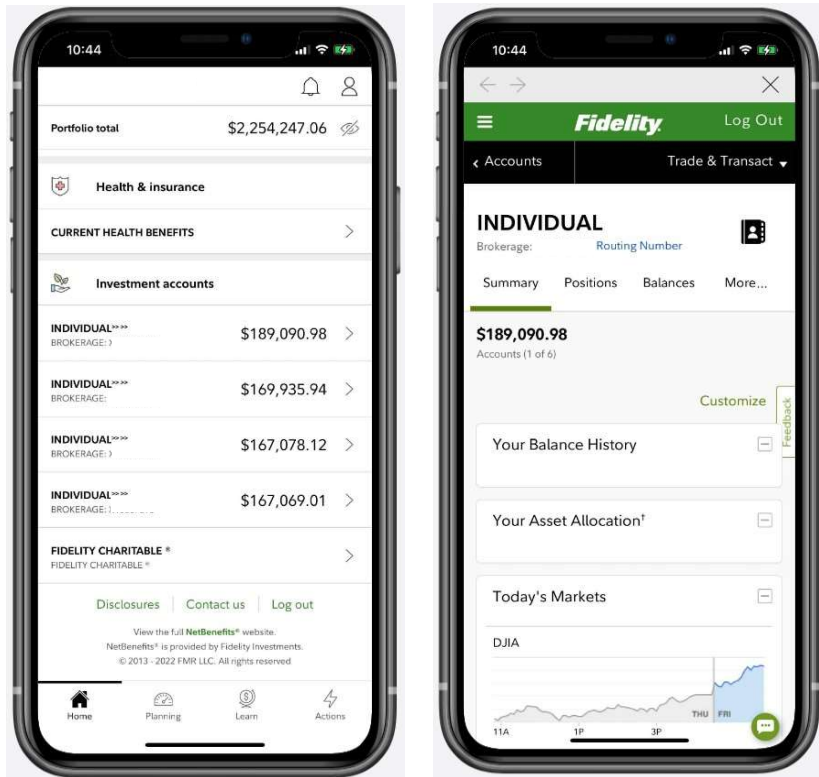 10:44
Portfolio total $2,254,247.06
Health & insurance
CURRENT HEALTH BENEFITS
Investment accounts
INDIVIDUAL
BROKERAGE:
$189,090.98
INDIVIDUAL
BROKERAGE:
$169,935.94
INDIVIDUAL
BROKERAGE:
$167,078.12
INDIVIDUAL
BROKERAGE:
$167,069.01
FIDELITY CHARITABLE ®
FIDELITY CHARITABLE ®
Disclosures | Contact us | Log out
View the full NetBenefits® website.
NetBenefits® is provided by Fidelity Investments.
© 2013 - 2022 FMR LLC. All rights reserved
Home Planning Learn Actions
10:44
Fidelity Log Out
Accounts Trade & Transact
INDIVIDUAL
Brokerage: Routing Number
Summary Positions Balances More...
$189,090.98
Accounts (1 of 6)
Customize
Feedback
Your Balance History
Your Asset Allocation†
Today's Markets
DJIA
THU FRI
11A 1P 3P